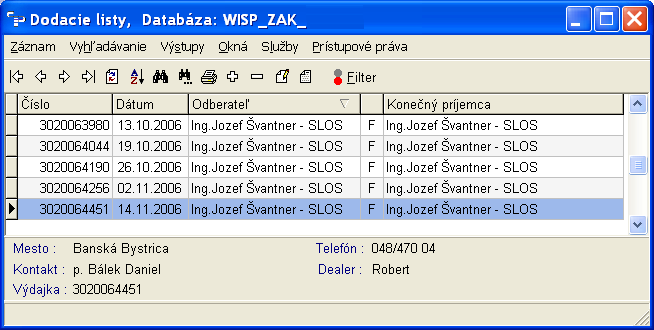 Dodacie listy, Databáza: WISP_ZAK_
Záznam Vyhľadávanie Výstupy Okná Služby Prístupové práva
Filter
Číslo Dátum Odberateľ Konečný príjemca
3020063980 13.10.2006 Ing.Jozef Švantner - SLOS F Ing.Jozef Švantner - SLOS
3020064044 19.10.2006 Ing.Jozef Švantner - SLOS F Ing.Jozef Švantner - SLOS
3020064190 26.10.2006 Ing.Jozef Švantner - SLOS F Ing.Jozef Švantner - SLOS
3020064256 02.11.2006 Ing.Jozef Švantner - SLOS F Ing.Jozef Švantner - SLOS
3020064451 14.11.2006 Ing.Jozef Švantner - SLOS F Ing.Jozef Švantner - SLOS
Mesto : Banská Bystrica Telefón : 048/470 04
Kontakt : p. Bálek Daniel Dealer : Robert
Výdajka : 3020064451